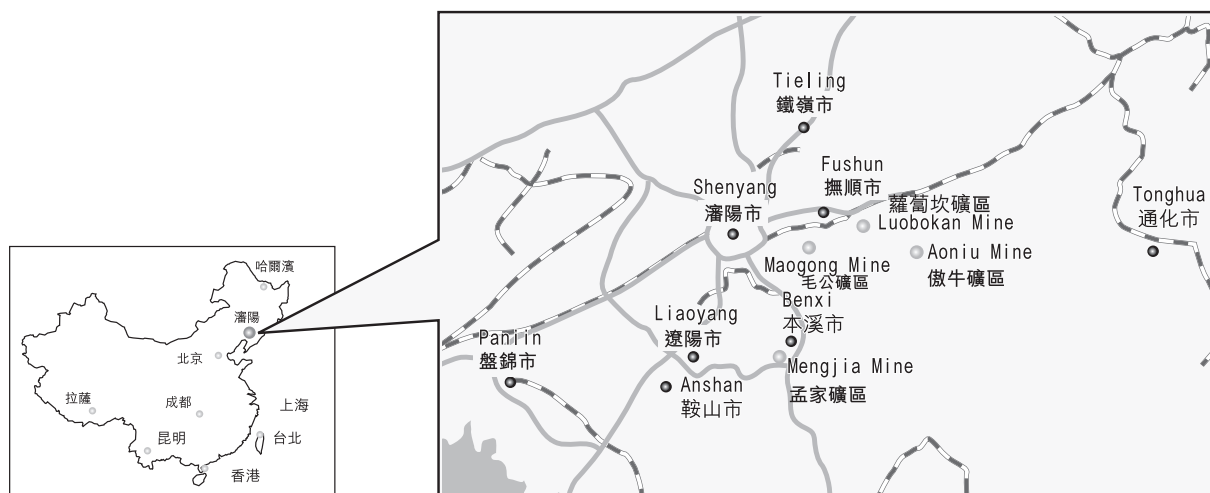 Tieling
鐵嶺市
Fushun
撫順市
Shenyang
瀋陽市
蘿蔔坎礦區
Luobokan Mine
Tonghua
通化市
Aoniu Mine
傲牛礦區
Maogong Mine
毛公礦區
Benxi
本溪市
Liaoyang
遼陽市
Panjin
盤錦市
Mengjia Mine
孟家礦區
Anshan
鞍山市
哈爾濱
瀋陽
北京
拉薩
成都
上海
昆明
台北
香港